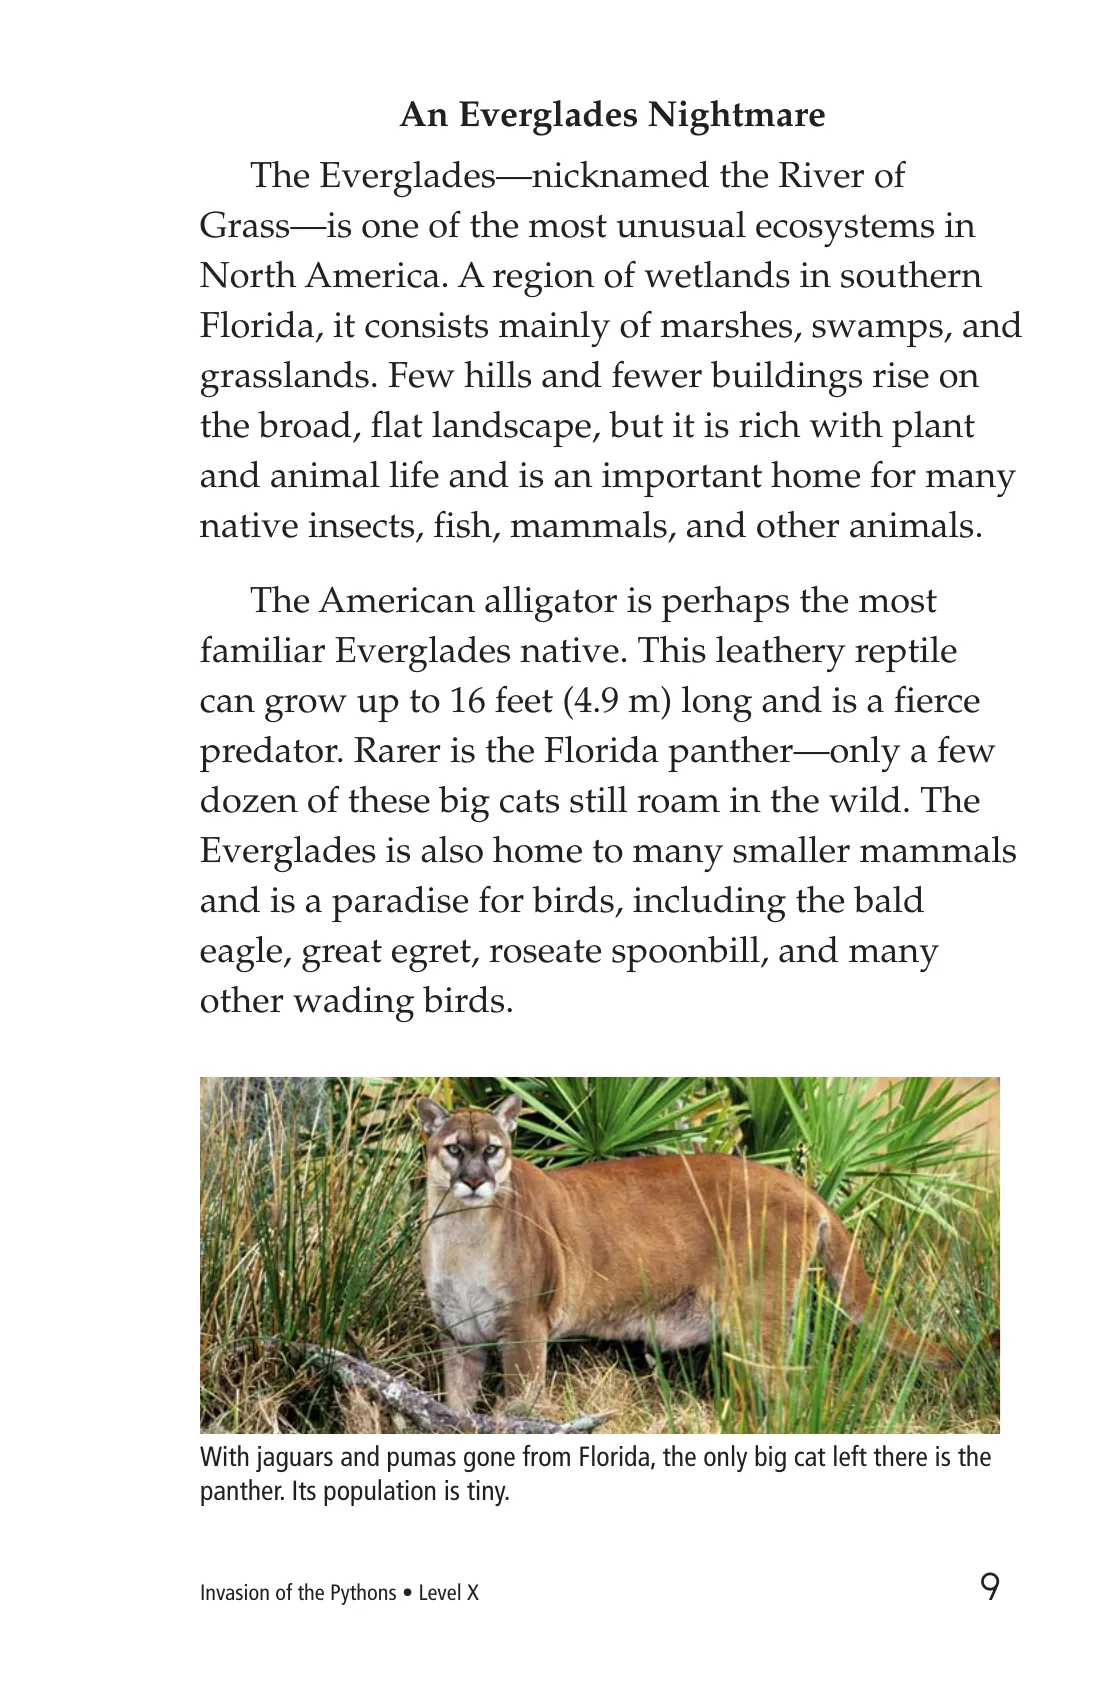 An Everglades Nightmare
The Everglades—nicknamed the River of
Grass—is one of the most unusual ecosystems in
North America. A region of wetlands in southern
Florida, it consists mainly of marshes, swamps, and
grasslands. Few hills and fewer buildings rise on
the broad, flat landscape, but it is rich with plant
and animal life and is an important home for many
native insects, fish, mammals, and other animals.
The American alligator is perhaps the most
familiar Everglades native. This leathery reptile
can grow up to 16 feet (4.9 m) long and is a fierce
predator. Rarer is the Florida panther—only a few
dozen of these big cats still roam in the wild. The
Everglades is also home to many smaller mammals
and is a paradise for birds, including the bald
eagle, great egret, roseate spoonbill, and many
other wading birds.
With jaguars and pumas gone from Florida, the only big cat left there is the
panther. Its population is tiny.
Invasion of the Pythons • Level X
9